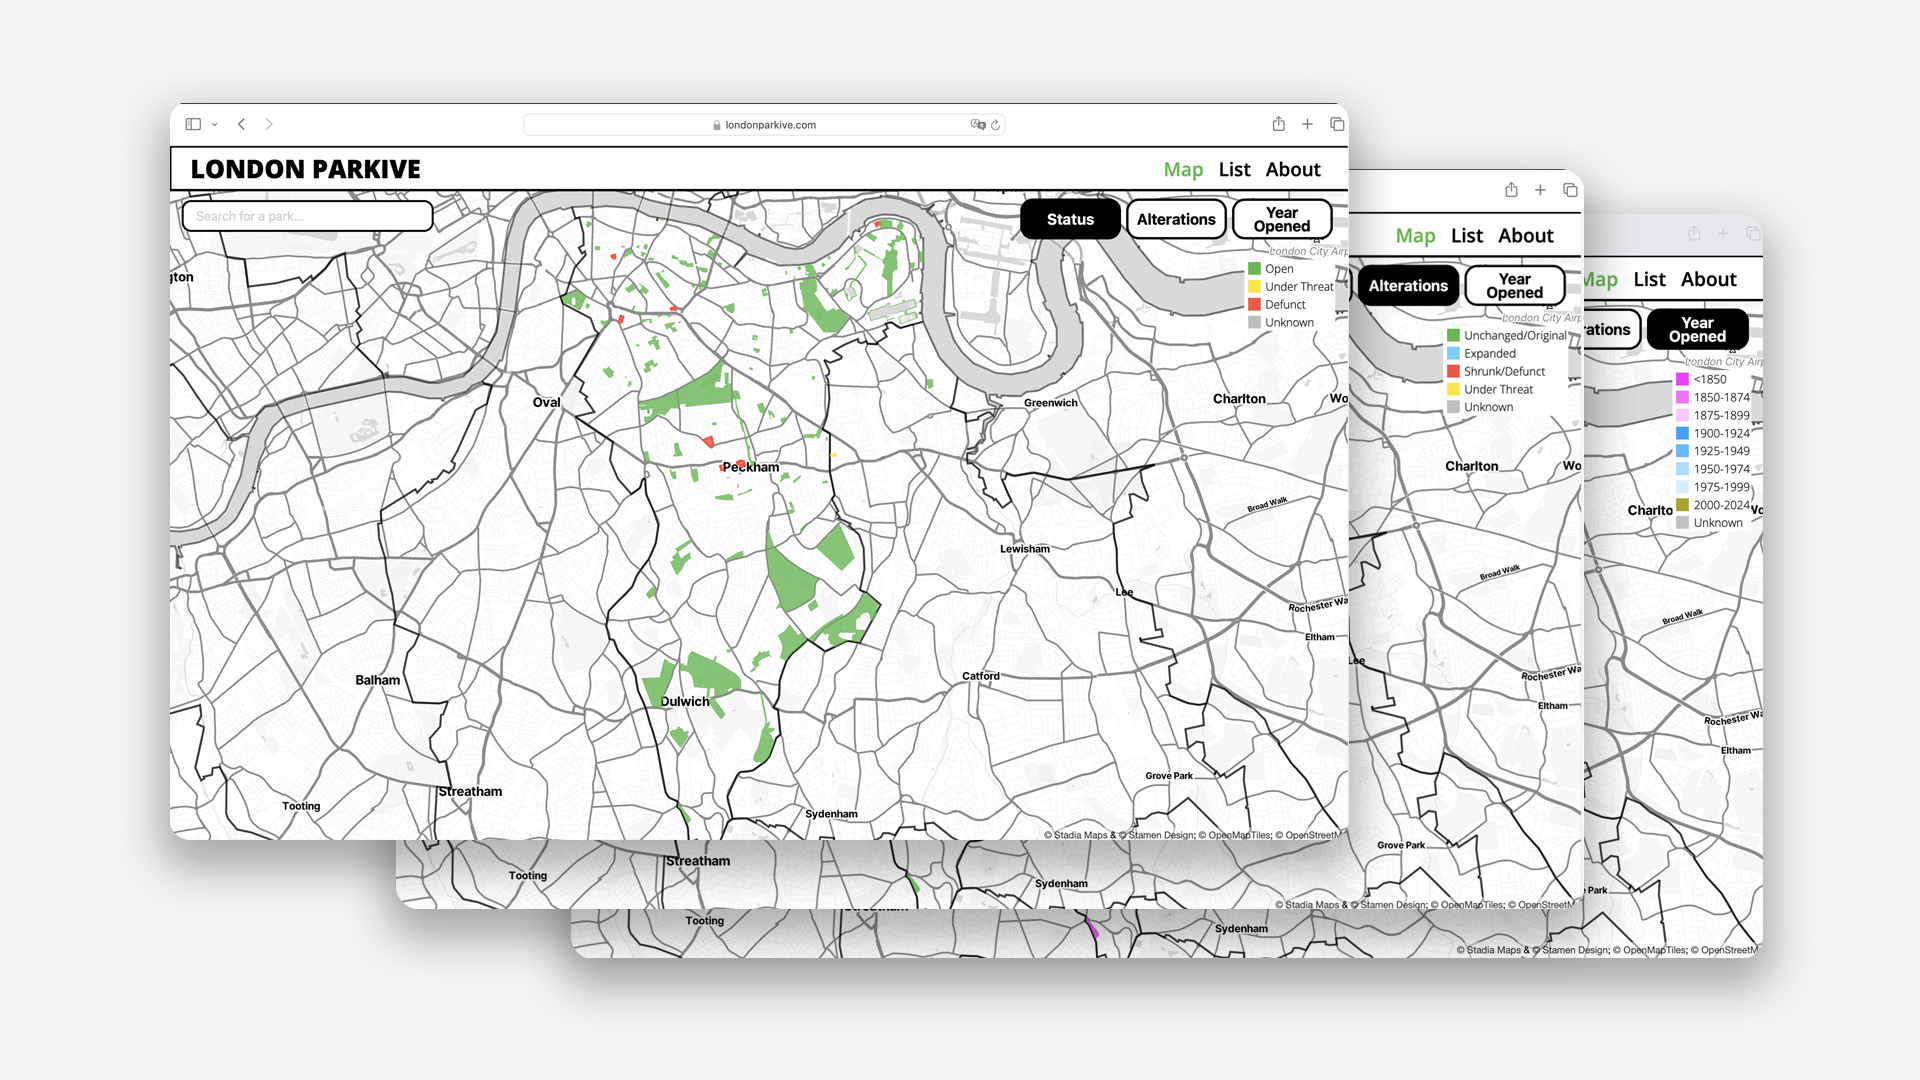 londonparkive.com
LONDON PARKIVE
Map List About
Search for a park...
Status
Alterations
Year
Opened
London City Airp
Open
Under Threat
Defunct
Unknown
gton
Oval
Peckham
Greenwich
Charlton
Wo
Broad Walk
Lewisham
Lee
Rochester Wa
Eltham
Balham
Dulwich
Catford
Grove Park
Streatham
Tooting
Sydenham
© Stadia Maps & © Stamen Design; © OpenMapTiles; © OpenStreetM
Map List About
Alterations
Year
Opened
London City Airp
Unchanged/Original
Expanded
Shrunk/Defunct
Under Threat
Unknown
Charlton
Wo
Broad Walk
Lee
Rochester Wa
Eltham
Grove Park
Streatham
Tooting
Sydenham
© Stadia Maps & © Stamen Design; © OpenMapTiles; © OpenStreetM
Map List About
rations
Year
Opened
London City Airp
<1850
1850-1874
1875-1899
1900-1924
1925-1949
1950-1974
1975-1999
2000-2024
Unknown
Charlto
Wo
Broad Walk
Rochester Wa
Eltham
Park
Streatham
Tooting
Sydenham
© Stadia Maps & © Stamen Design; © OpenMapTiles; © OpenStreetM